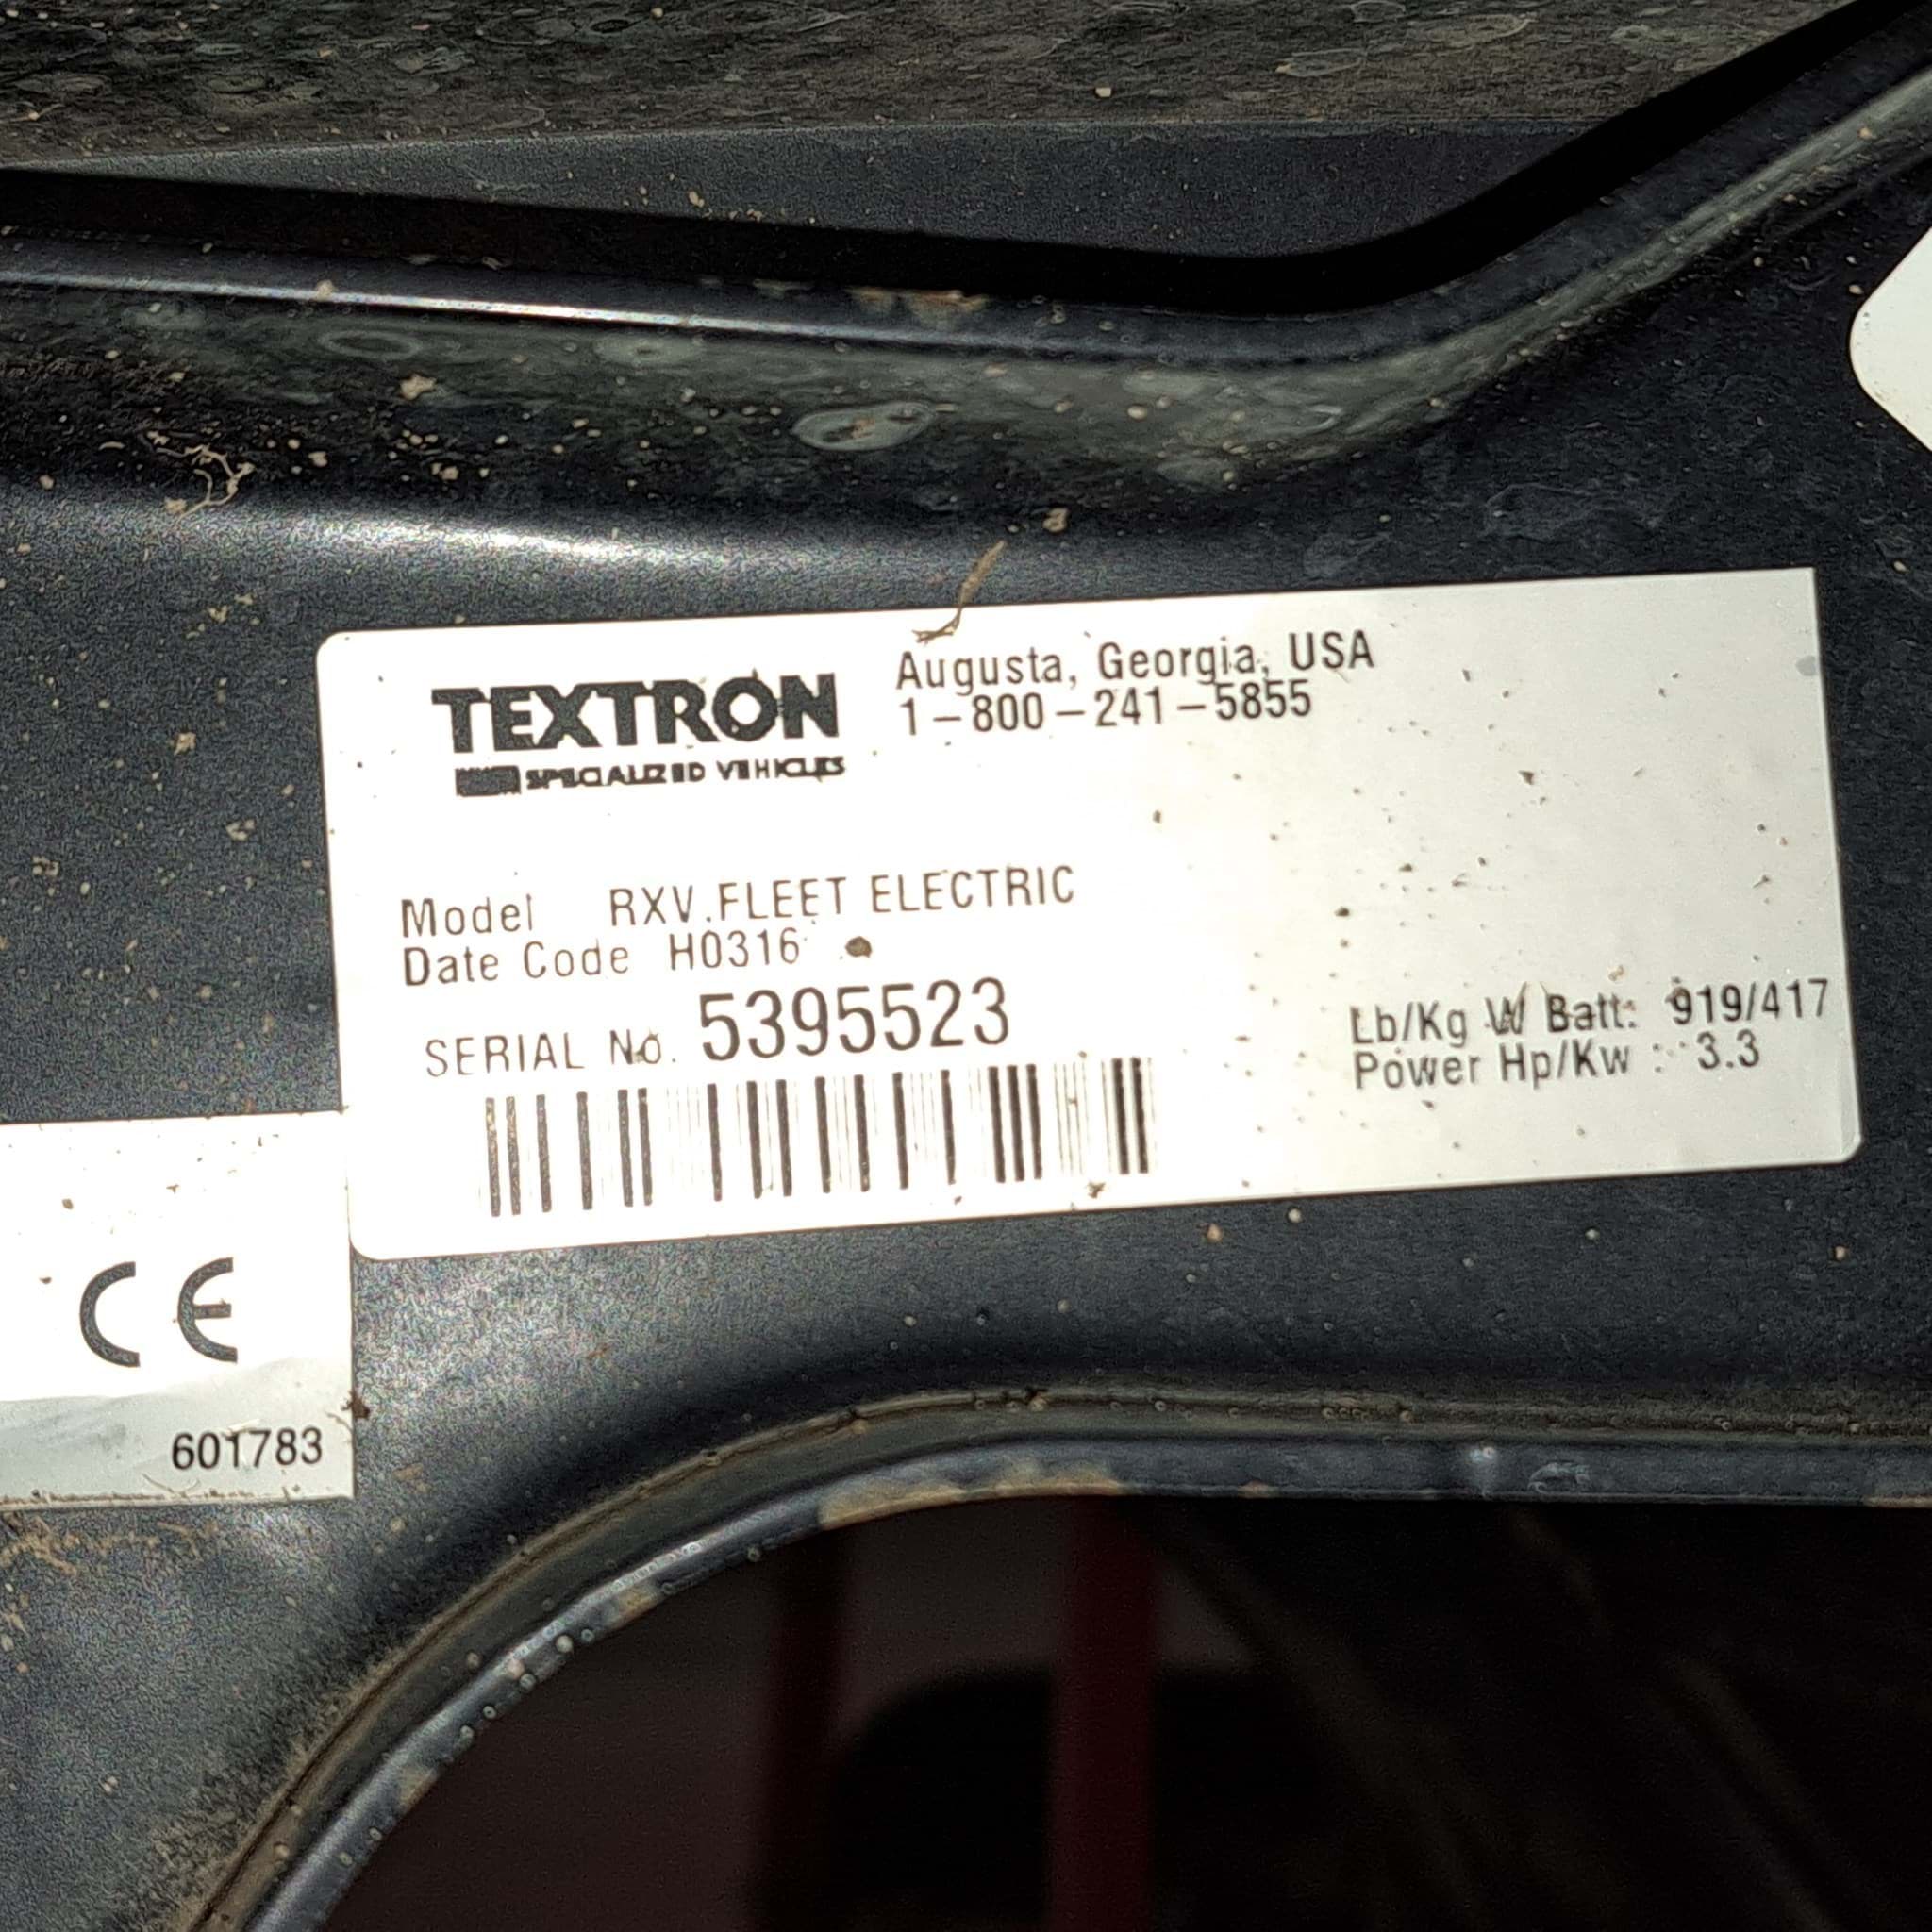 TEXTRON
SPECIALIZED VEHICLES
Augusta, Georgia, USA
1-800-241-5855
Model RXV FLEET ELECTRIC
Date Code H0316
SERIAL No. 5395523
Lb/Kg W Batt: 919/417
Power Hp/Kw : 3.3
CE
601783